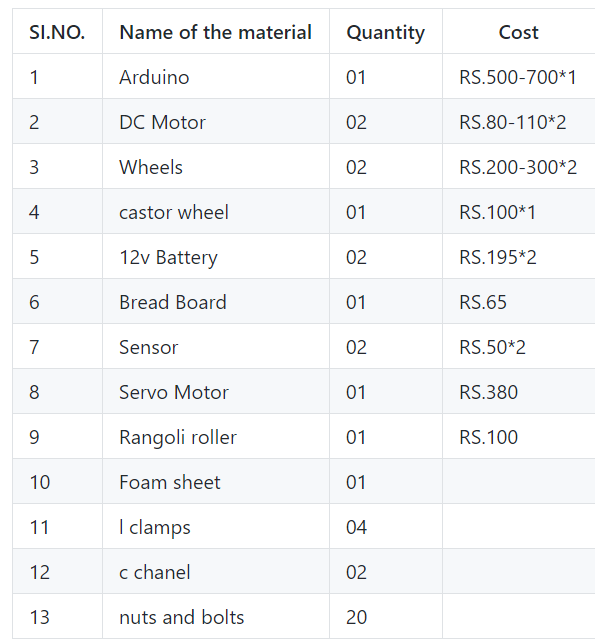 SI.NO. Name of the material Quantity Cost
1 Arduino 01 RS.500-700*1
2 DC Motor 02 RS.80-110*2
3 Wheels 02 RS.200-300*2
4 castor wheel 01 RS.100*1
5 12v Battery 02 RS.195*2
6 Bread Board 01 RS.65
7 Sensor 02 RS.50*2
8 Servo Motor 01 RS.380
9 Rangoli roller 01 RS.100
10 Foam sheet 01
11 l clamps 04
12 c chanel 02
13 nuts and bolts 20